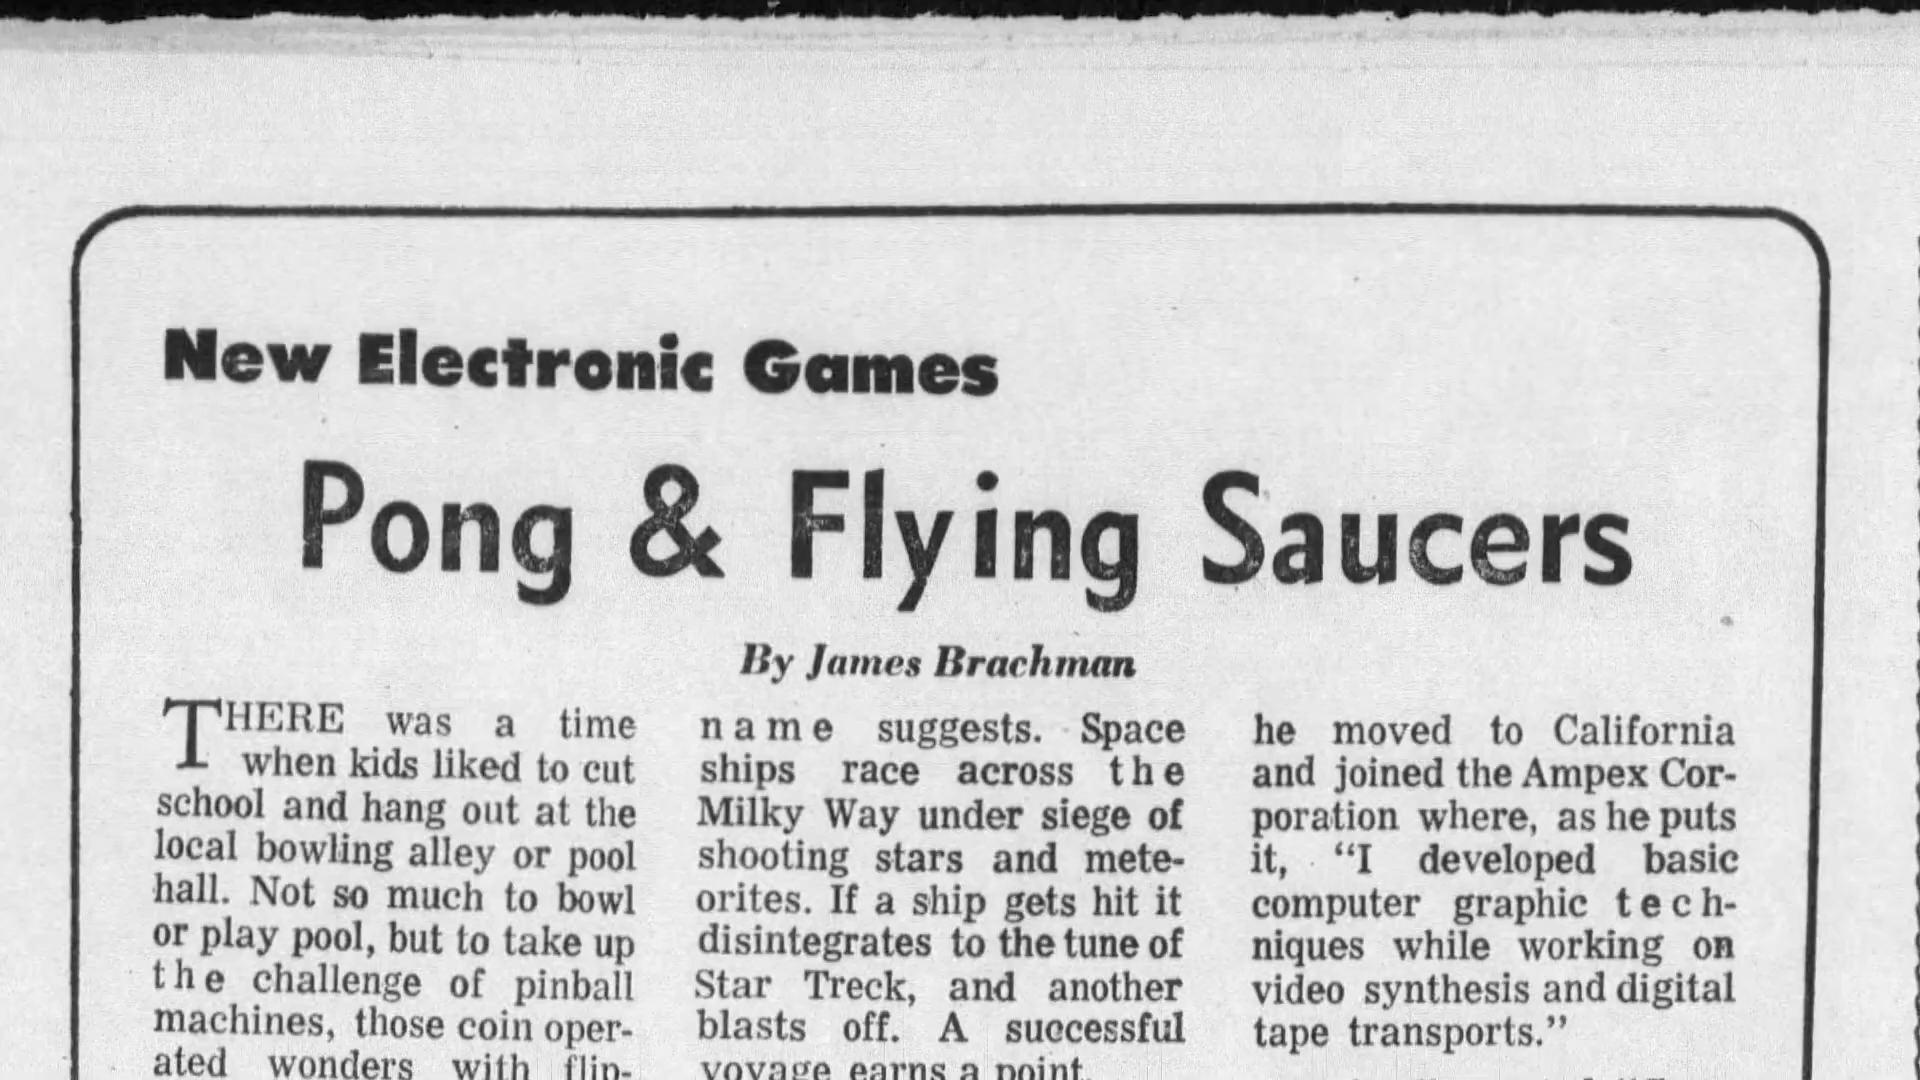 New Electronic Games
Pong & Flying Saucers
By James Brachman
THERE was a time
when kids liked to cut
school and hang out at the
local bowling alley or pool
hall. Not so much to bowl
or play pool, but to take up
the challenge of pinball
machines, those coin oper-
ated wonders with flip-
name suggests. Space
ships race across the
Milky Way under siege of
shooting stars and mete-
orites. If a ship gets hit it
disintegrates to the tune of
Star Treck, and another
blasts off. A successful
voyage earns a point.
he moved to California
and joined the Ampex Cor-
poration where, as he puts
it, “I developed basic
computer graphic tech-
niques while working on
video synthesis and digital
tape transports.”